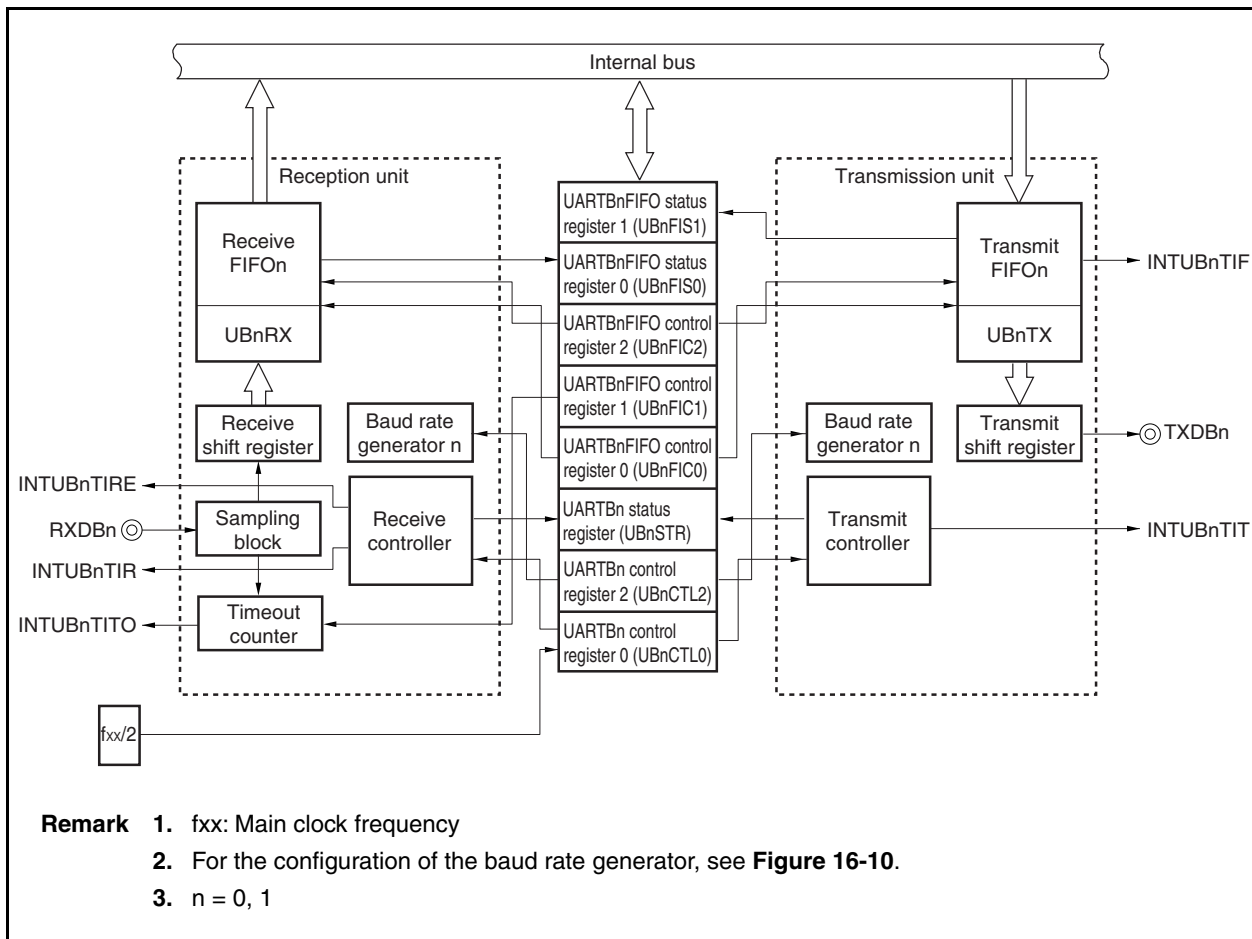 Internal bus
Reception unit
Receive
FIFOn
UBnRX
Receive
shift register
Baud rate
generator n
INTUBnTIRE
RXDBn
Sampling
block
Receive
controller
INTUBnTIR
INTUBnTITO
Timeout
counter
fxx/2
UARTBnFIFO status
register 1 (UBnFIS1)
UARTBnFIFO status
register 0 (UBnFIS0)
UARTBnFIFO control
register 2 (UBnFIC2)
UARTBnFIFO control
register 1 (UBnFIC1)
UARTBnFIFO control
register 0 (UBnFIC0)
UARTBn status
register (UBnSTR)
UARTBn control
register 2 (UBnCTL2)
UARTBn control
register 0 (UBnCTL0)
Transmission unit
Transmit
FIFOn
UBnTX
INTUBnTIF
Baud rate
generator n
Transmit
shift register
TXDBn
Transmit
controller
INTUBnTIT
Remark 1. fxx: Main clock frequency
2. For the configuration of the baud rate generator, see Figure 16-10.
3. n = 0, 1